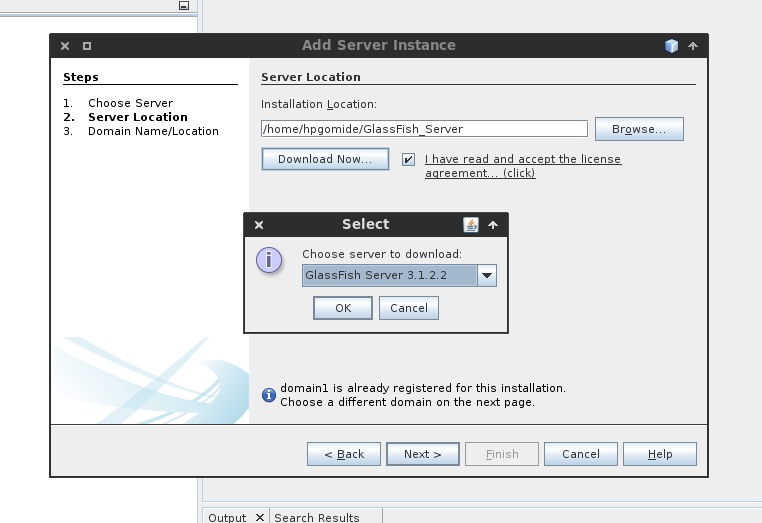 Add Server Instance
Steps
1. Choose Server
2. Server Location
3. Domain Name/Location
Server Location
Installation Location:
/home/hpgomide/GlassFish_Server
Browse...
Download Now...
I have read and accept the license
agreement... (click)
Select
Choose server to download:
GlassFish Server 3.1.2.2
OK
Cancel
domain1 is already registered for this installation.
Choose a different domain on the next page.
< Back
Next >
Finish
Cancel
Help
Output
Search Results